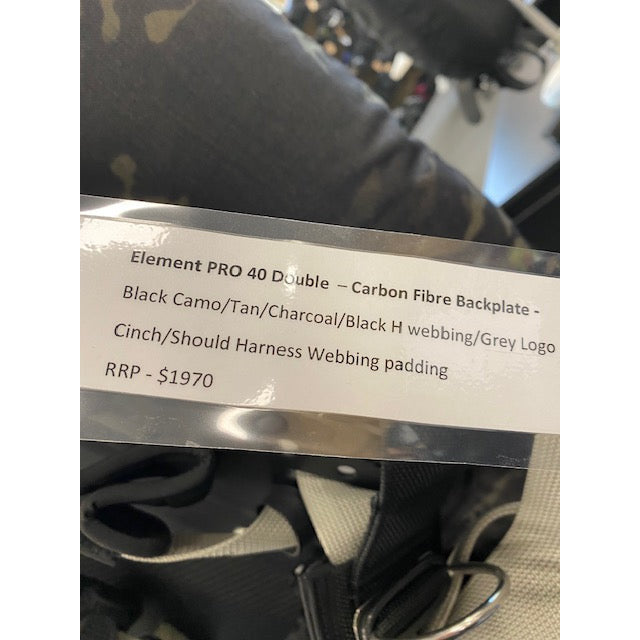 Element PRO 40 Double – Carbon Fibre Backplate -
Black Camo/Tan/Charcoal/Black H webbing/Grey Logo
Cinch/Should Harness Webbing padding
RRP - $1970